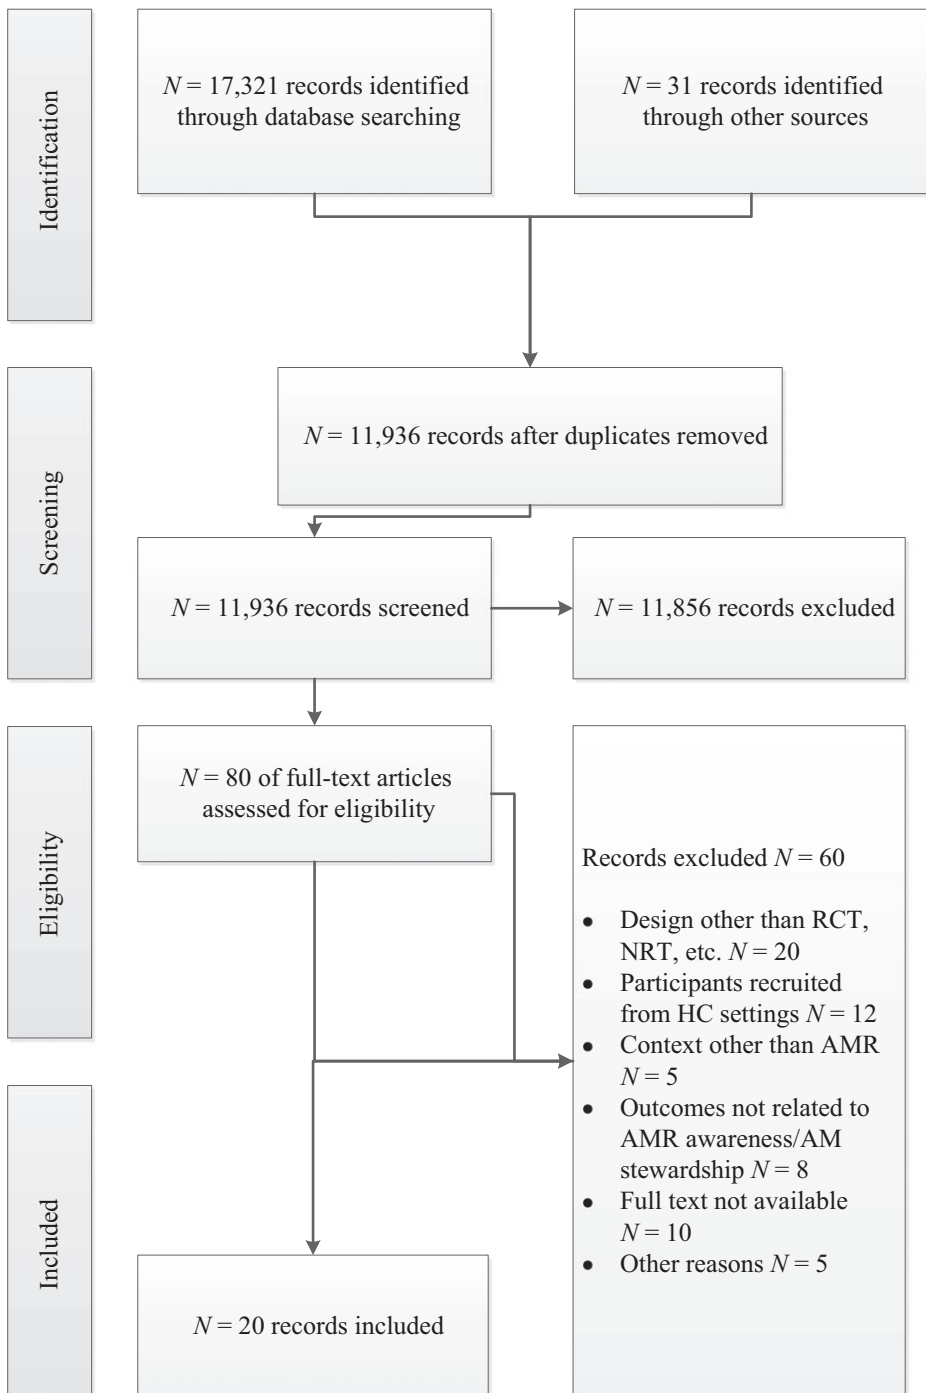 Identification
N = 17,321 records identified
through database searching
N = 31 records identified
through other sources
Screening
N = 11,936 records after duplicates removed
N = 11,936 records screened
N = 11,856 records excluded
Eligibility
N = 80 of full-text articles
assessed for eligibility
Records excluded N = 60
• Design other than RCT,
NRT, etc. N = 20
• Participants recruited
from HC settings N = 12
• Context other than AMR
N = 5
• Outcomes not related to
AMR awareness/AM
stewardship N = 8
• Full text not available
N = 10
• Other reasons N = 5
Included
N = 20 records included